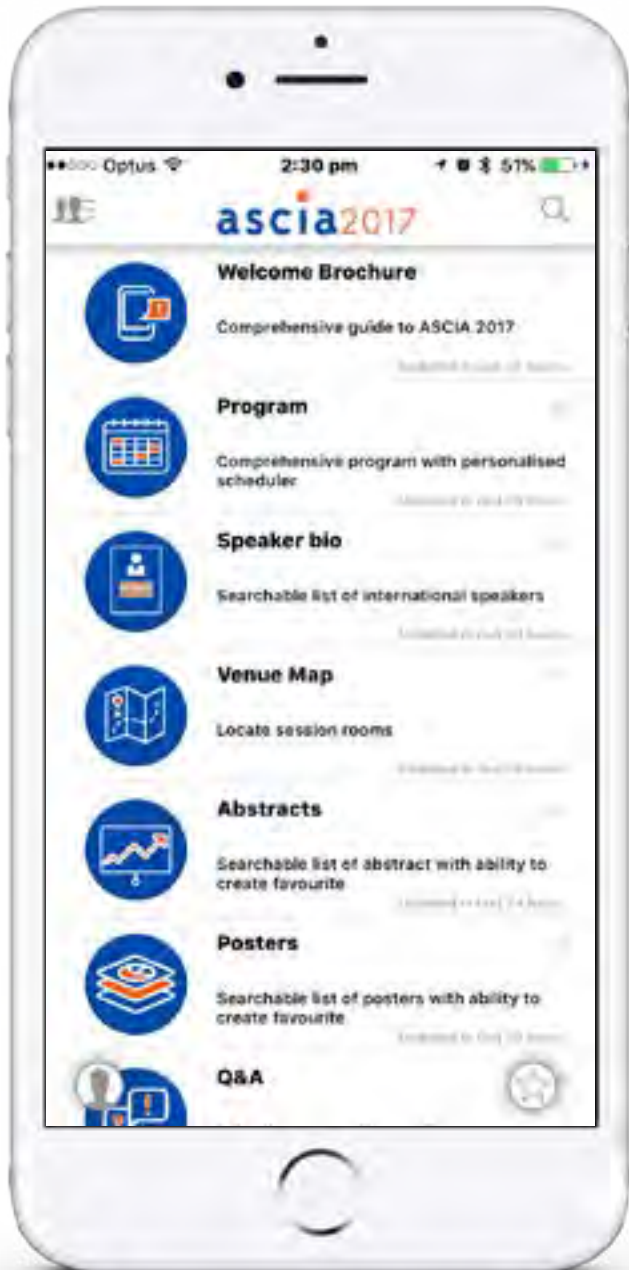 Optus 2:30 pm 51%
ascia2017
Welcome Brochure
Comprehensive guide to ASCIA 2017
Program
Comprehensive program with personalised
scheduler
Speaker bio
Searchable list of international speakers
Venue Map
Locate session rooms
Abstracts
Searchable list of abstract with ability to
create favourite
Posters
Searchable list of posters with ability to
create favourite
Q&A